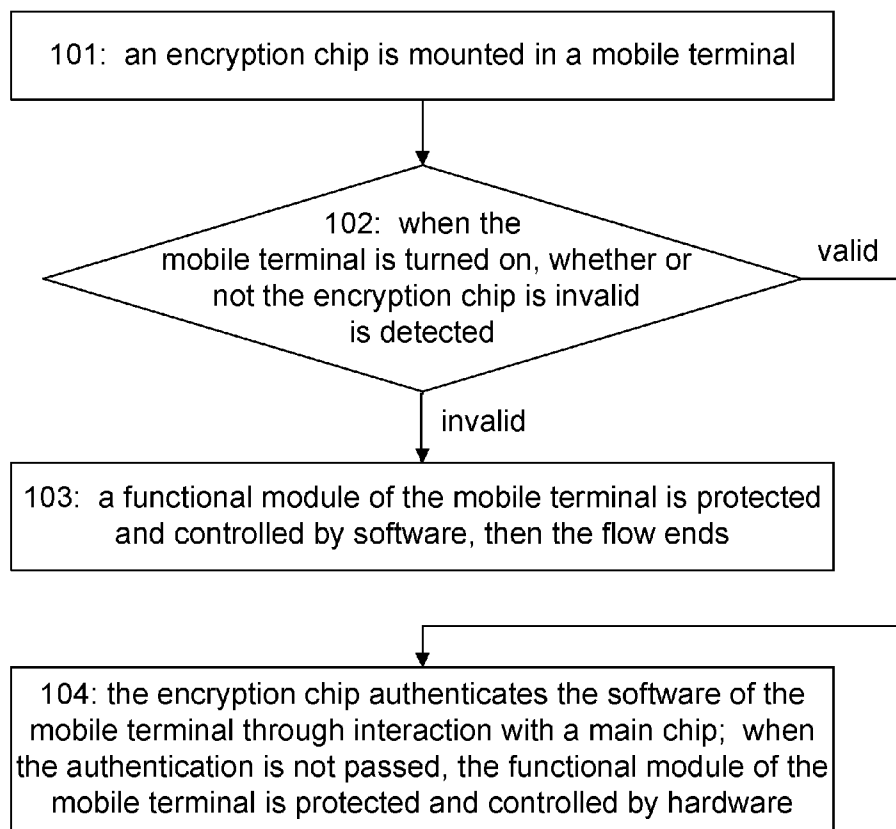 101: an encryption chip is mounted in a mobile terminal
102: when the
mobile terminal is turned on, whether or
not the encryption chip is invalid
is detected
valid
invalid
103: a functional module of the mobile terminal is protected
and controlled by software, then the flow ends
104: the encryption chip authenticates the software of the
mobile terminal through interaction with a main chip; when
the authentication is not passed, the functional module of the
mobile terminal is protected and controlled by hardware